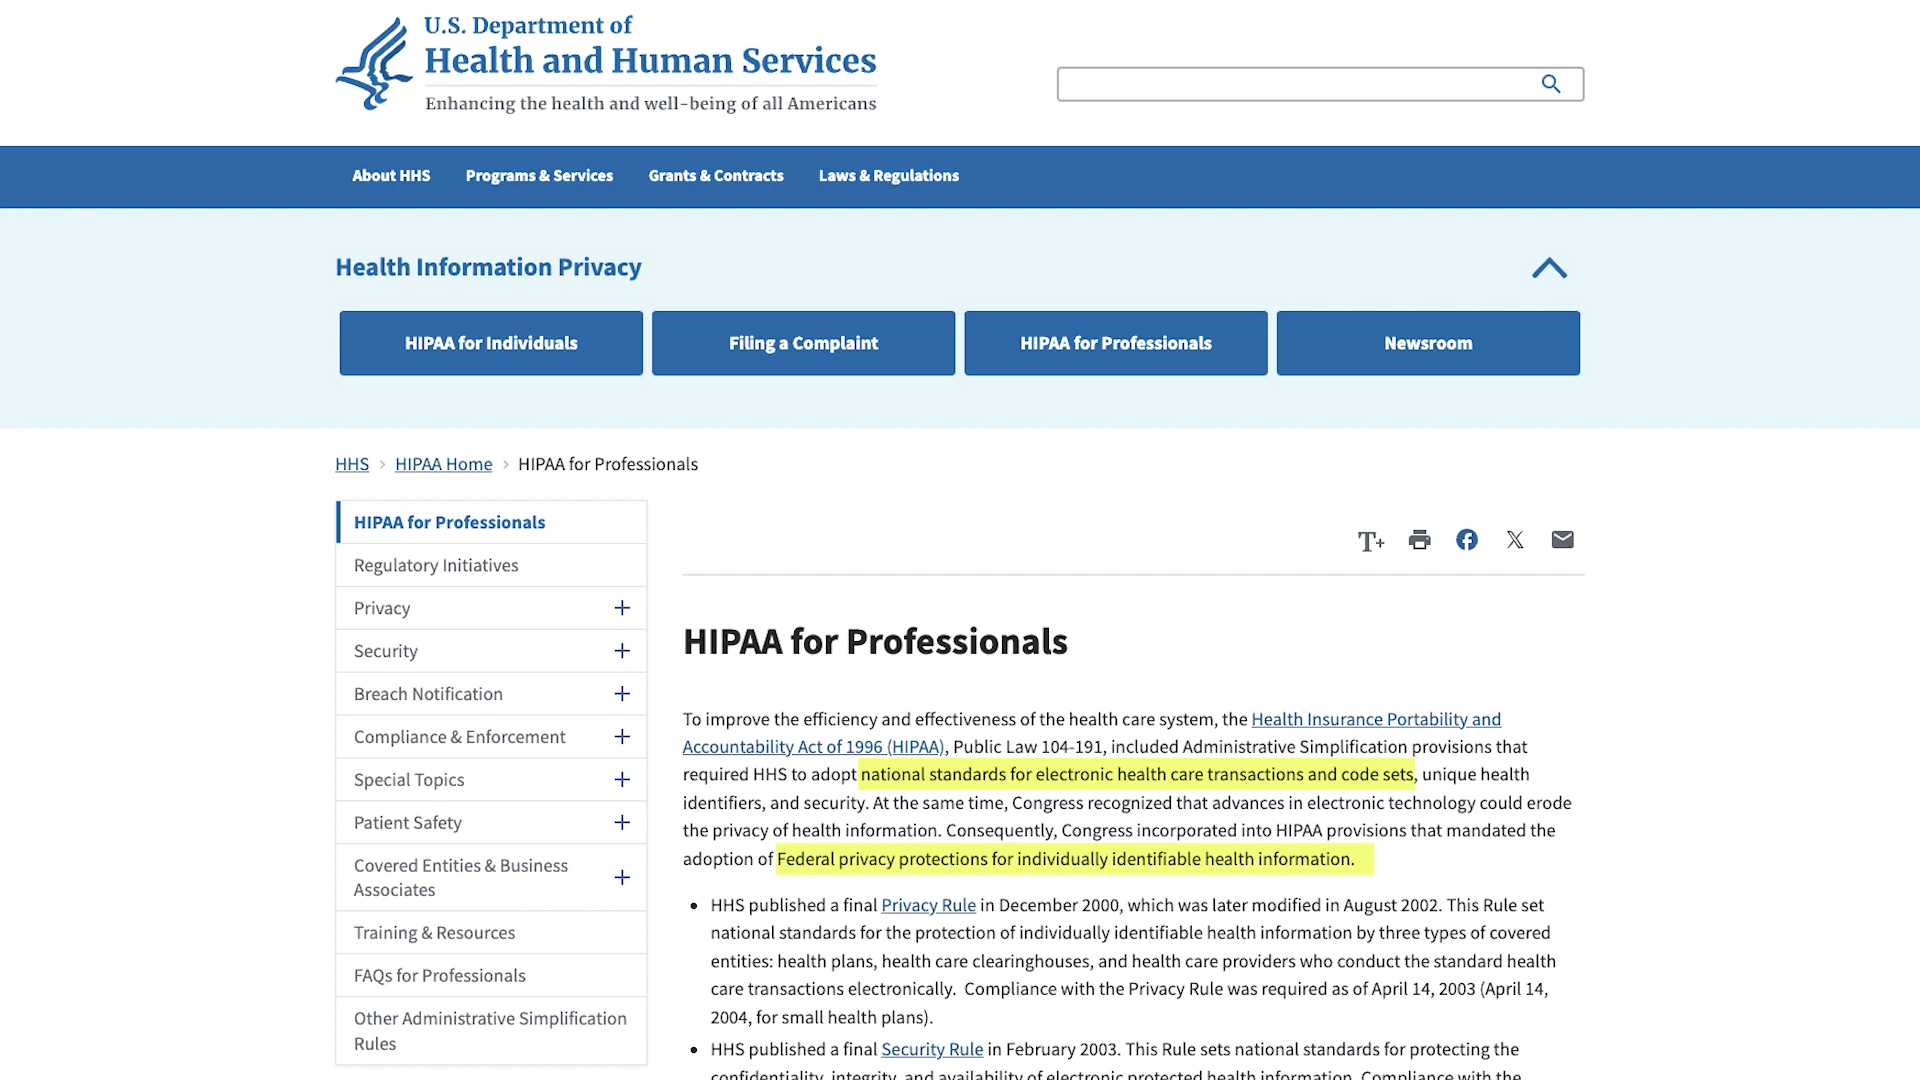 U.S. Department of
Health and Human Services
Enhancing the health and well-being of all Americans
About HHS
Programs & Services
Grants & Contracts
Laws & Regulations
Health Information Privacy
HIPAA for Individuals
Filing a Complaint
HIPAA for Professionals
Newsroom
HHS > HIPAA Home > HIPAA for Professionals
HIPAA for Professionals
Regulatory Initiatives
Privacy
Security
Breach Notification
Compliance & Enforcement
Special Topics
Patient Safety
Covered Entities & Business
Associates
Training & Resources
FAQs for Professionals
Other Administrative Simplification
Rules
T+
HIPAA for Professionals
To improve the efficiency and effectiveness of the health care system, the Health Insurance Portability and
Accountability Act of 1996 (HIPAA), Public Law 104-191, included Administrative Simplification provisions that
required HHS to adopt national standards for electronic health care transactions and code sets, unique health
identifiers, and security. At the same time, Congress recognized that advances in electronic technology could erode
the privacy of health information. Consequently, Congress incorporated into HIPAA provisions that mandated the
adoption of Federal privacy protections for individually identifiable health information.
• HHS published a final Privacy Rule in December 2000, which was later modified in August 2002. This Rule set
national standards for the protection of individually identifiable health information by three types of covered
entities: health plans, health care clearinghouses, and health care providers who conduct the standard health
care transactions electronically. Compliance with the Privacy Rule was required as of April 14, 2003 (April 14,
2004, for small health plans).
• HHS published a final Security Rule in February 2003. This Rule sets national standards for protecting the
confidentiality, integrity, and availability of electronic protected health information. Compliance with the